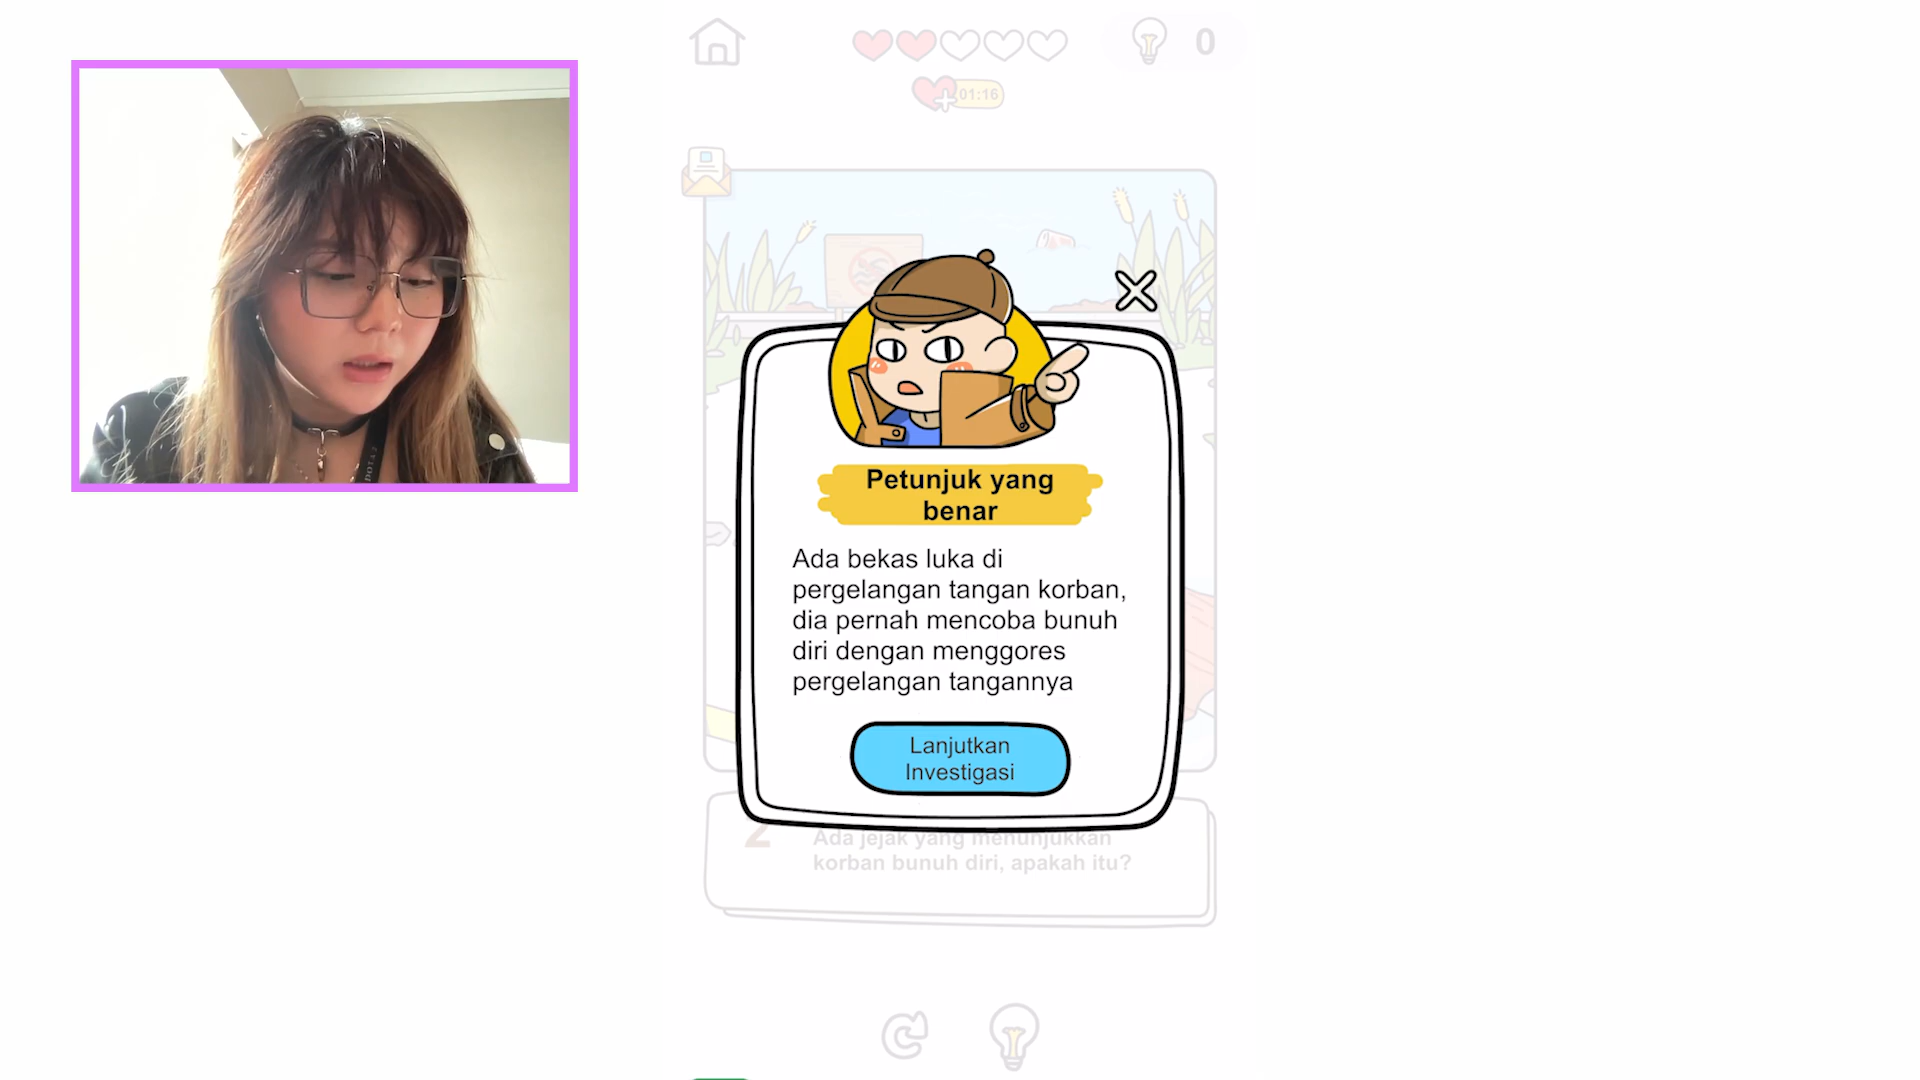 0
01:16
Petunjuk yang
benar
Ada bekas luka di
pergelangan tangan korban,
dia pernah mencoba bunuh
diri dengan menggores
pergelangan tangannya
Lanjutkan
Investigasi
2
Ada jejak yang menunjukkan
korban bunuh diri, apakah itu?